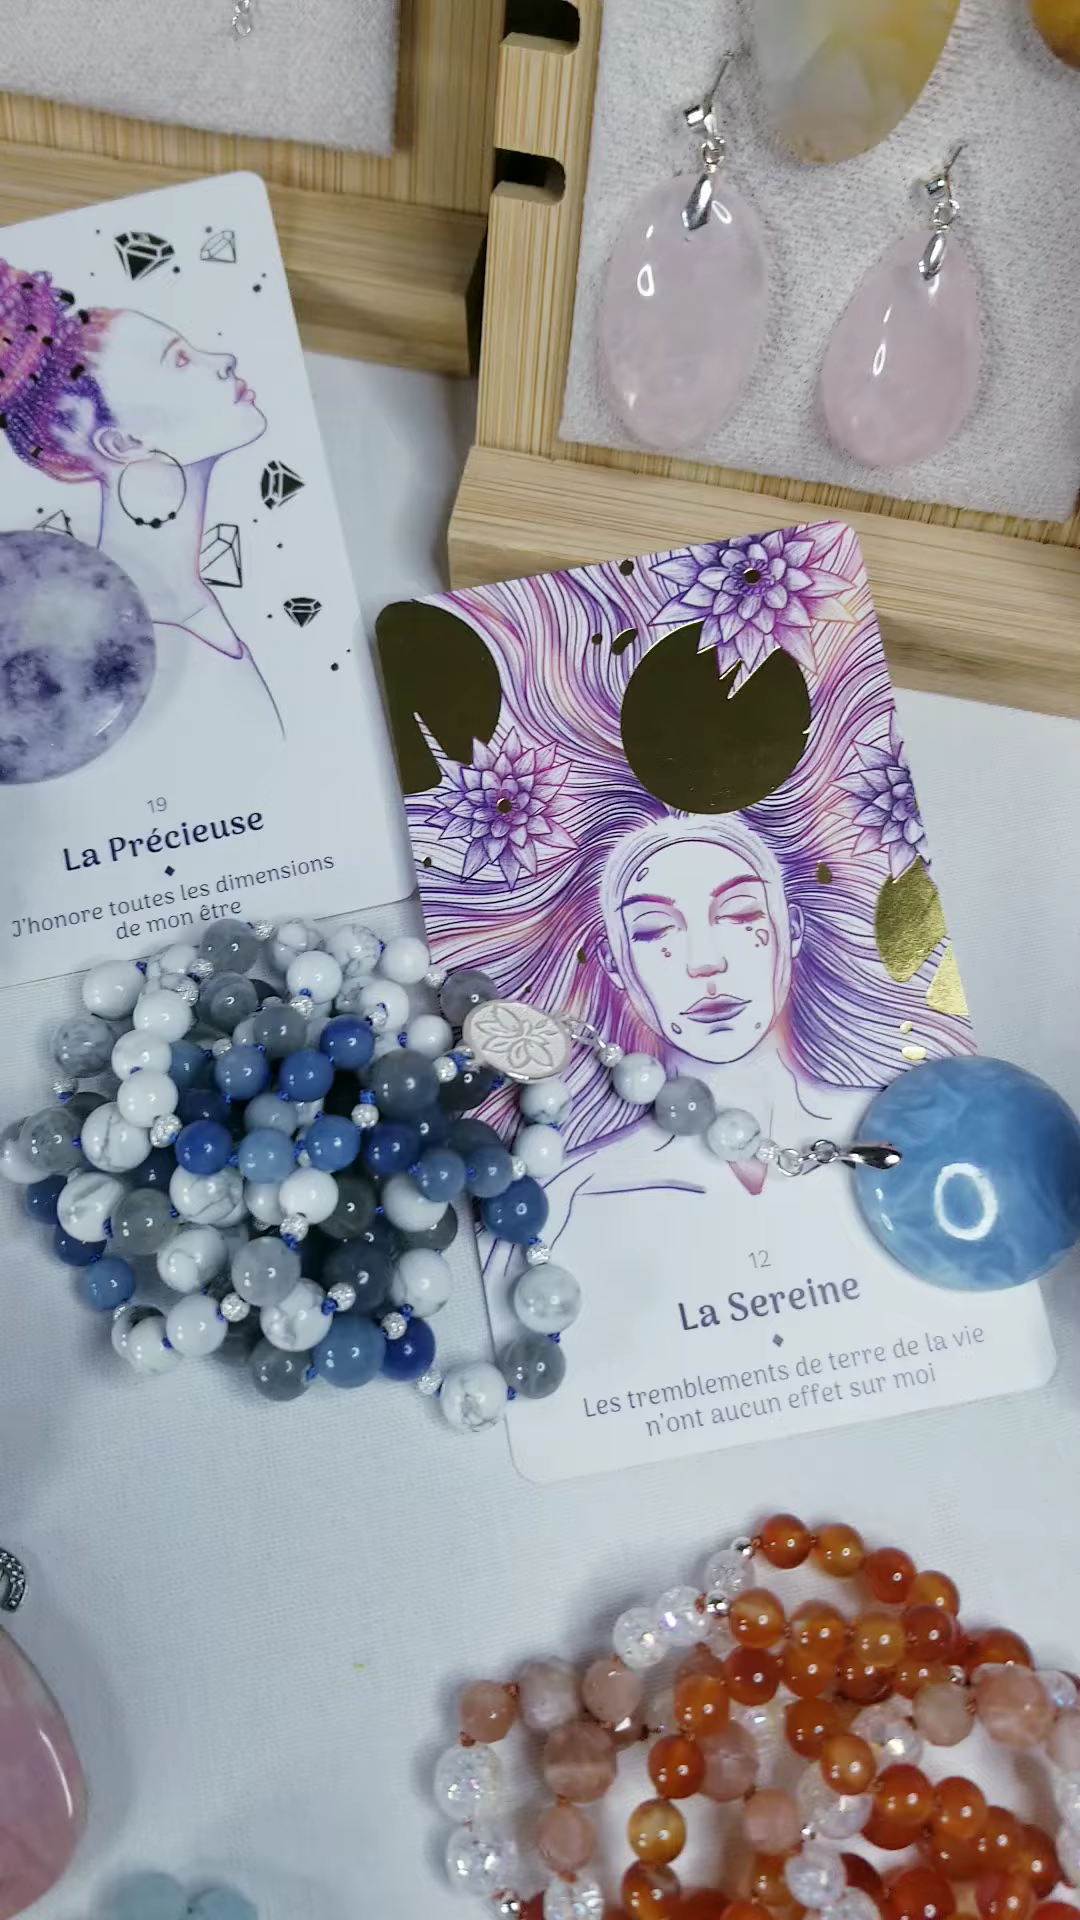 19
La Précieuse
J'honore toutes les dimensions
de mon être
12
La Sereine
Les tremblements de terre de la vie
n'ont aucun effet sur moi